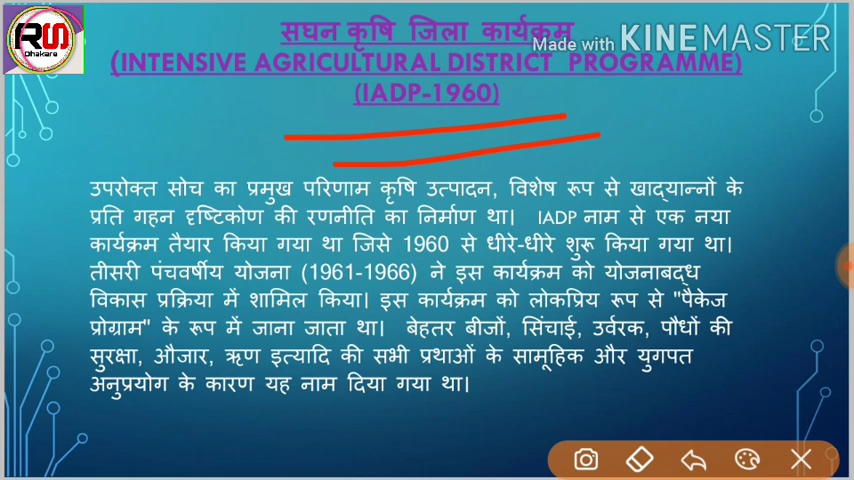 RS
Dhakare
सघन कृषि जिला कार्यक्रम
Made with KINEMASTER
(INTENSIVE AGRICULTURAL DISTRICT PROGRAMME)
(IADP-1960)
उपरोक्त सोच का प्रमुख परिणाम कृषि उत्पादन, विशेष रूप से खाद्यान्नों के
प्रति गहन दृष्टिकोण की रणनीति का निर्माण था। IADP नाम से एक नया
कार्यक्रम तैयार किया गया था जिसे 1960 से धीरे-धीरे शुरू किया गया था।
तीसरी पंचवर्षीय योजना (1961-1966) ने इस कार्यक्रम को योजनाबद्ध
विकास प्रक्रिया में शामिल किया। इस कार्यक्रम को लोकप्रिय रूप से "पैकेज
प्रोग्राम" के रूप में जाना जाता था। बेहतर बीजों, सिंचाई, उर्वरक, पौधों की
सुरक्षा, औजार, ऋण इत्यादि की सभी प्रथाओं के सामूहिक और युगपत
अनुप्रयोग के कारण यह नाम दिया गया था।